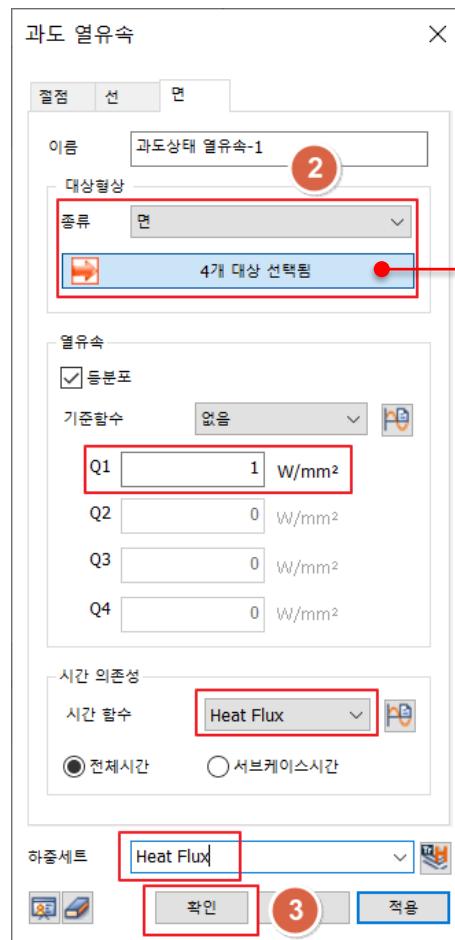 과도 열유속
절점 선 면
이름 과도상태 열유속-1
2
대상형상
종류 면
4개 대상 선택됨
열유속
등분포
기준함수 없음
Q1 1 W/mm²
Q2 0 W/mm²
Q3 0 W/mm²
Q4 0 W/mm²
시간 의존성
시간 함수 Heat Flux
전체시간 서브케이스시간
하중세트 Heat Flux
확인 3 적용